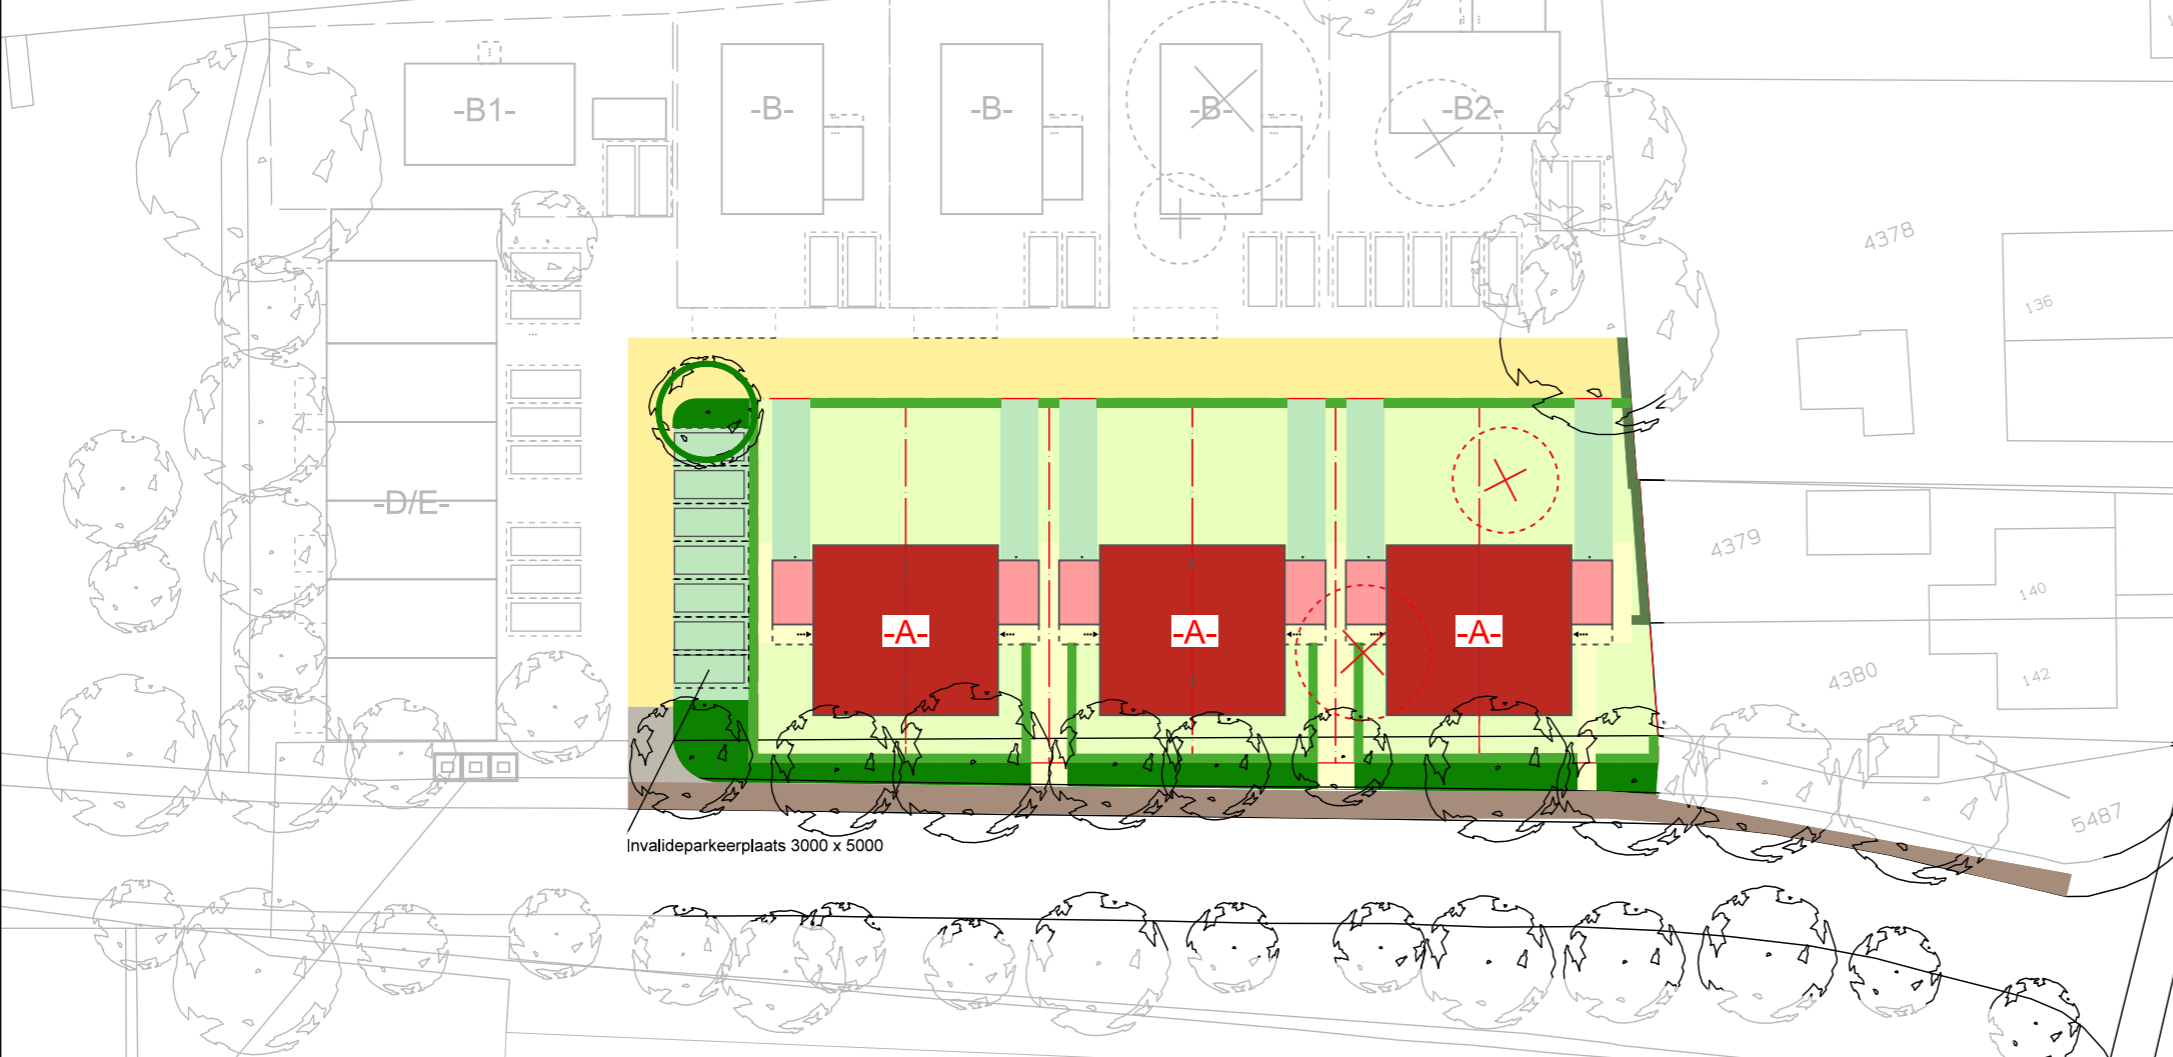 -B1-
-B-
-B-
-B-
-B2-
4378
136
-D/E-
4379
140
-A-
-A-
-A-
4380
142
5487
Invalideparkeerplaats 3000 x 5000